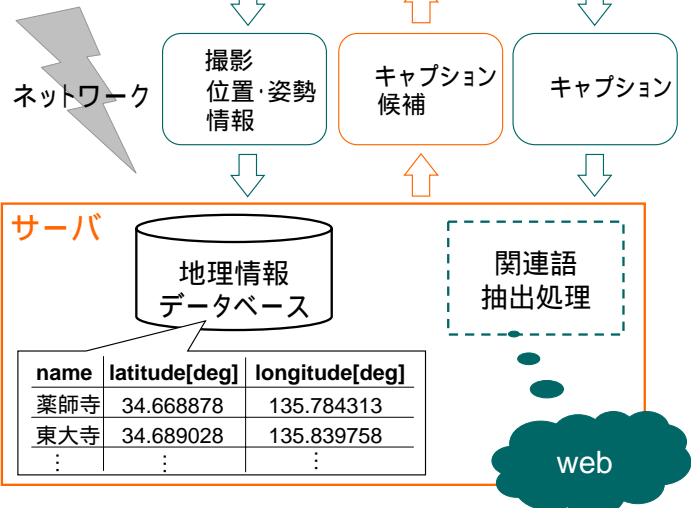 ネットワーク
撮影
位置･姿勢
情報
キャプション
候補
キャプション
サーバ
地理情報
データベース
関連語
抽出処理
name latitude[deg] longitude[deg]
薬師寺 34.668878 135.784313
東大寺 34.689028 135.839758
⋮ ⋮ ⋮
web